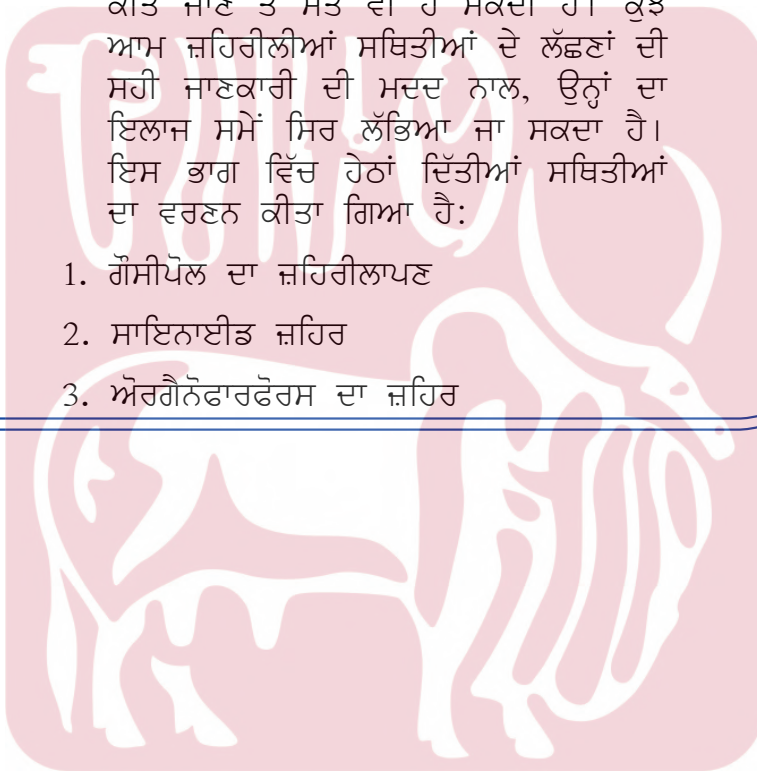 ਆਮ ਜ਼ਹਿਰੀਲੀਆਂ ਸਥਿਤੀਆਂ ਦੇ ਲੱਛਣਾਂ ਦੀ
ਸਹੀ ਜਾਣਕਾਰੀ ਦੀ ਮਦਦ ਨਾਲ, ਉਨ੍ਹਾਂ ਦਾ
ਇਲਾਜ ਸਮੇਂ ਸਿਰ ਲੱਭਿਆ ਜਾ ਸਕਦਾ ਹੈ।
ਇਸ ਭਾਗ ਵਿੱਚ ਹੇਠਾਂ ਦਿੱਤੀਆਂ ਸਥਿਤੀਆਂ
ਦਾ ਵਰਣਨ ਕੀਤਾ ਗਿਆ ਹੈ:
1. ਗੌਸੀਪੋਲ ਦਾ ਜ਼ਹਿਰੀਲਾਪਣ
2. ਸਾਇਨਾਈਡ ਜ਼ਹਿਰ
3. ਔਰਗੈਨੋਫਾਰਫੋਰਸ ਦਾ ਜ਼ਹਿਰ